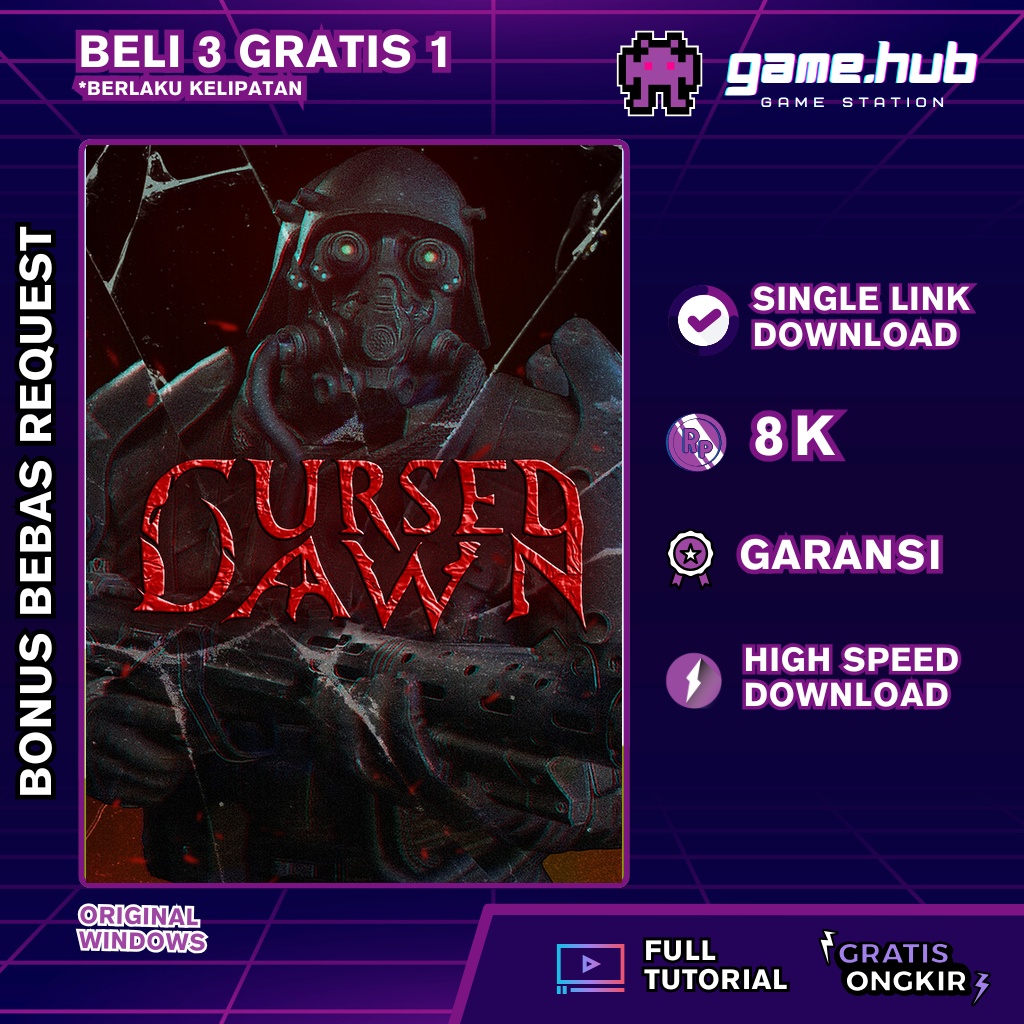 BELI 3 GRATIS 1
*BERLAKU KELIPATAN
game.hub
GAME STATION
BONUS BEBAS REQUEST
CURSED
DAWN
SINGLE LINK
DOWNLOAD
Rp
8K
GARANSI
HIGH SPEED
DOWNLOAD
ORIGINAL
WINDOWS
FULL
TUTORIAL
GRATIS
ONGKIR